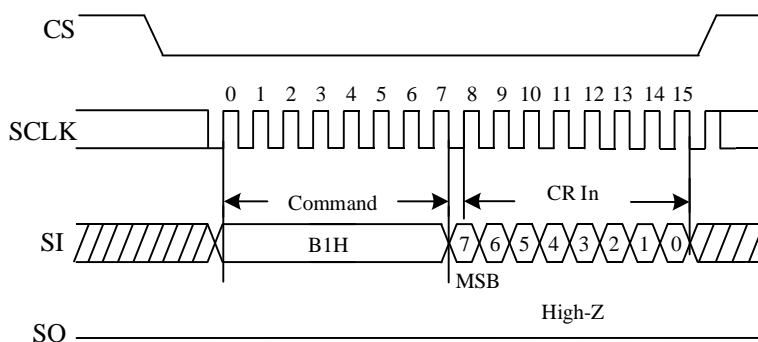 CS
0 1 2 3 4 5 6 7 8 9 10 11 12 13 14 15
SCLK
Command
CR In
SI
B1H
7 6 5 4 3 2 1 0
MSB
High-Z
SO